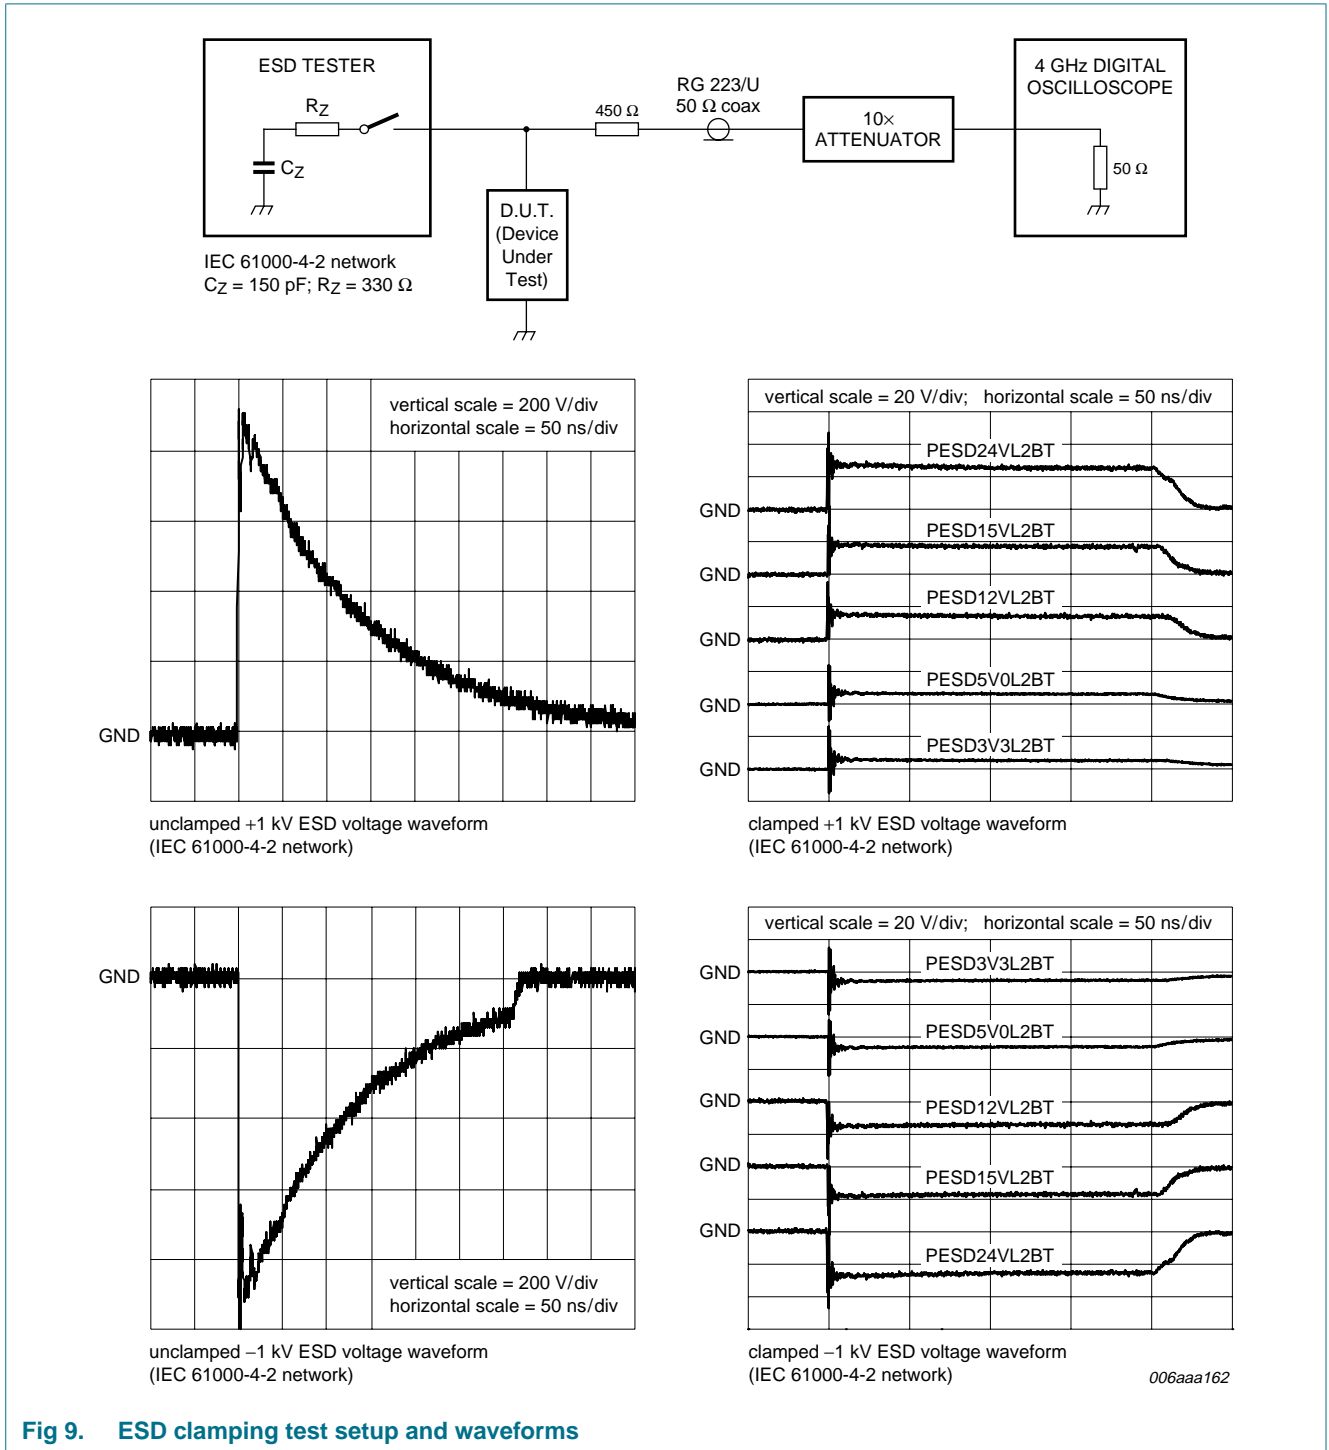 ESD TESTER
RZ
CZ
IEC 61000-4-2 network
CZ = 150 pF; RZ = 330 Ω
D.U.T.
(Device
Under
Test)
450 Ω
RG 223/U
50 Ω coax
10×
ATTENUATOR
4 GHz DIGITAL
OSCILLOSCOPE
50 Ω
vertical scale = 200 V/div
horizontal scale = 50 ns/div
GND
unclamped +1 kV ESD voltage waveform
(IEC 61000-4-2 network)
vertical scale = 20 V/div; horizontal scale = 50 ns/div
PESD24VL2BT
GND
PESD15VL2BT
GND
PESD12VL2BT
GND
PESD5V0L2BT
GND
PESD3V3L2BT
GND
clamped +1 kV ESD voltage waveform
(IEC 61000-4-2 network)
GND
vertical scale = 200 V/div
horizontal scale = 50 ns/div
unclamped −1 kV ESD voltage waveform
(IEC 61000-4-2 network)
vertical scale = 20 V/div; horizontal scale = 50 ns/div
GND
PESD3V3L2BT
GND
PESD5V0L2BT
GND
PESD12VL2BT
GND
PESD15VL2BT
GND
PESD24VL2BT
clamped −1 kV ESD voltage waveform
(IEC 61000-4-2 network)
006aaa162
Fig 9. ESD clamping test setup and waveforms